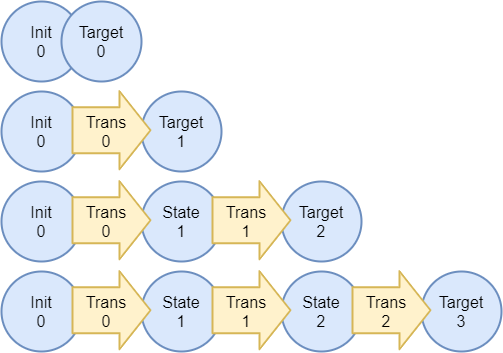 Init Target
0 0
Init Trans Target
0 0 1
Init Trans State Trans Target
0 0 1 1 2
Init Trans State Trans State Trans Target
0 0 1 1 2 2 3